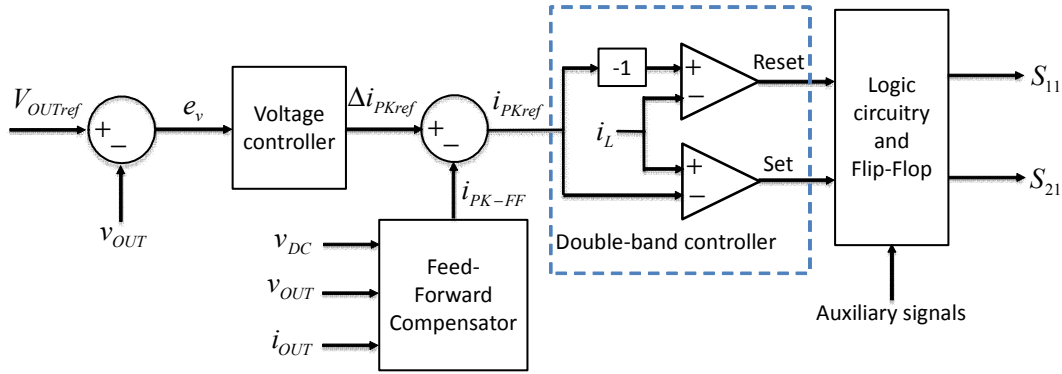 V_OUTref
+
−
e_v
v_OUT
Voltage
controller
Δi_PKref
+
−
i_PKref
i_PK-FF
v_DC
v_OUT
i_OUT
Feed-
Forward
Compensator
-1
+
−
Reset
i_L
+
−
Set
Double-band controller
Logic
circuitry
and
Flip-Flop
S_11
S_21
Auxiliary signals